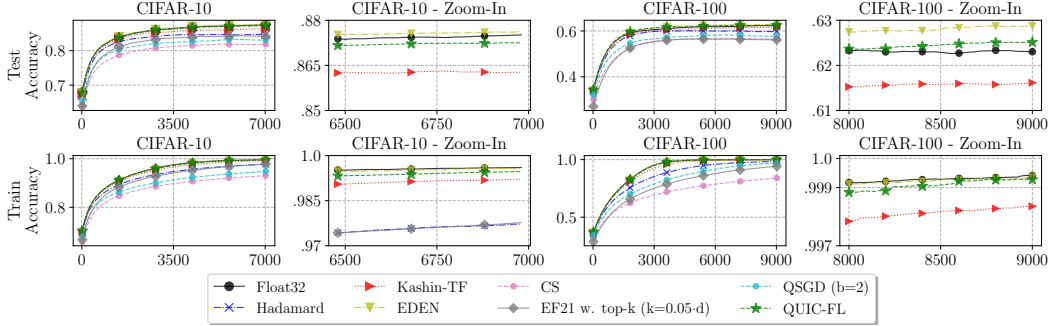 CIFAR-10
CIFAR-10 - Zoom-In
CIFAR-100
CIFAR-100 - Zoom-In
Test
Accuracy
0.8
0.7
0 3500 7000
.88
.865
.85
6500 6750 7000
0.6
0.4
0 3000 6000 9000
.63
.62
.61
8000 8500 9000
CIFAR-10
CIFAR-10 - Zoom-In
CIFAR-100
CIFAR-100 - Zoom-In
Train
Accuracy
1.0
0.8
0 3500 7000
1.0
.985
.97
6500 6750 7000
1.0
0.5
0 3000 6000 9000
.999
.997
8000 8500 9000
Float32 Kashin-TF CS QSGD (b=2)
Hadamard EDEN EF21 w. top-k (k=0.05·d) QUIC-FL